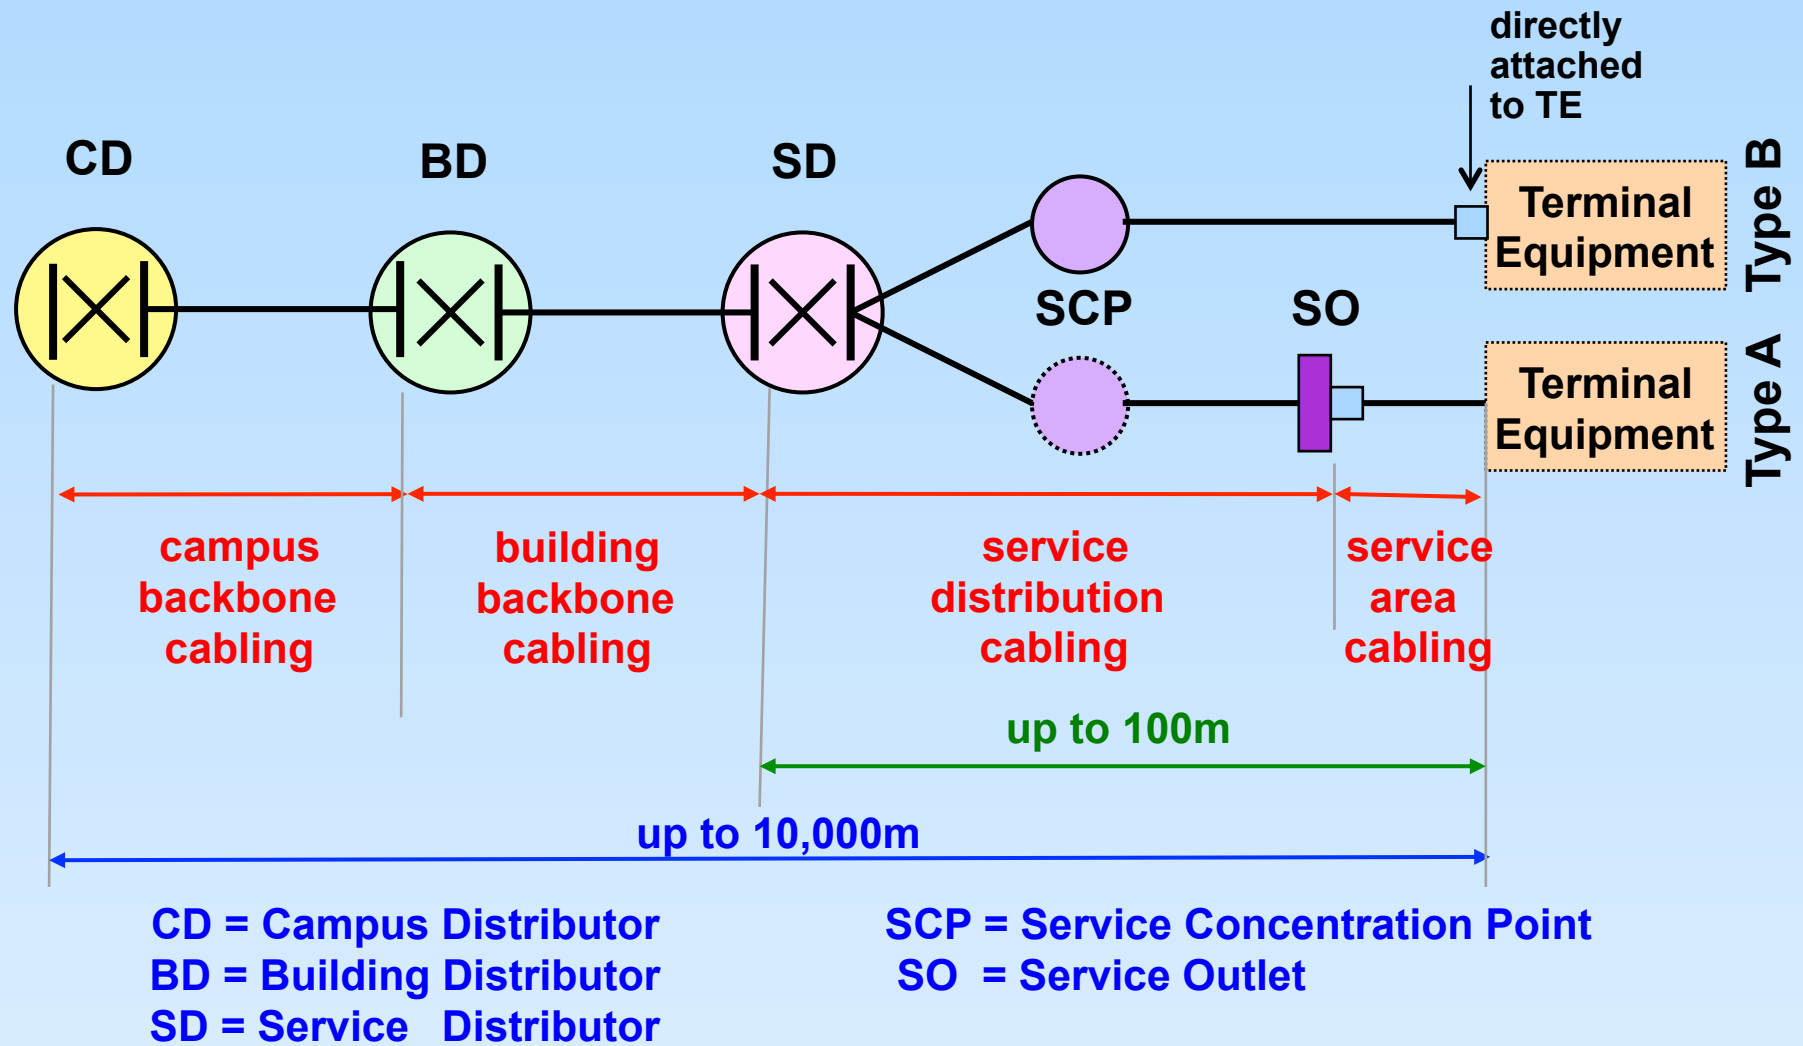 directly
attached
to TE
CD
BD
SD
Terminal
Equipment
Type B
SCP
SO
Terminal
Equipment
Type A
campus
backbone
cabling
building
backbone
cabling
service
distribution
cabling
service
area
cabling
up to 100m
up to 10,000m
CD = Campus Distributor
BD = Building Distributor
SD = Service Distributor
SCP = Service Concentration Point
SO = Service Outlet